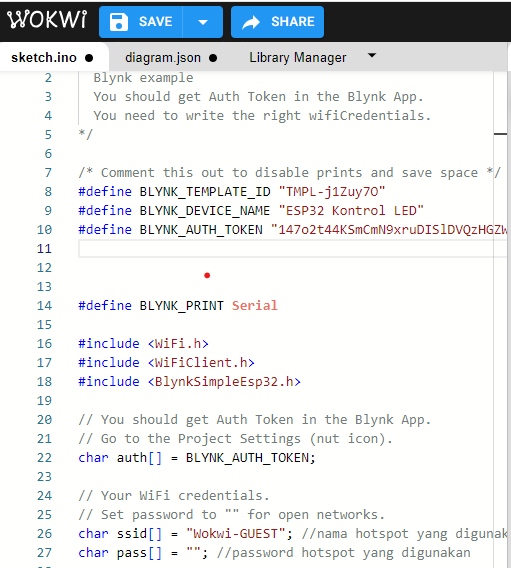 WOKWI SAVE SHARE
sketch.ino diagram.json Library Manager
2 Blynk example
3 You should get Auth Token in the Blynk App.
4 You need to write the right wifiCredentials.
5 */
6
7 /* Comment this out to disable prints and save space */
8 #define BLYNK_TEMPLATE_ID "TMPL-j1Zuy7O"
9 #define BLYNK_DEVICE_NAME "ESP32 Kontrol LED"
10 #define BLYNK_AUTH_TOKEN "147o2t44KSmCmN9xruDISlDVQzHGZW
11
12
13
14 #define BLYNK_PRINT Serial
15
16 #include <WiFi.h>
17 #include <WiFiClient.h>
18 #include <BlynkSimpleEsp32.h>
19
20 // You should get Auth Token in the Blynk App.
21 // Go to the Project Settings (nut icon).
22 char auth[] = BLYNK_AUTH_TOKEN;
23
24 // Your WiFi credentials.
25 // Set password to "" for open networks.
26 char ssid[] = "Wokwi-GUEST"; //nama hotspot yang digunak
27 char pass[] = ""; //password hotspot yang digunakan